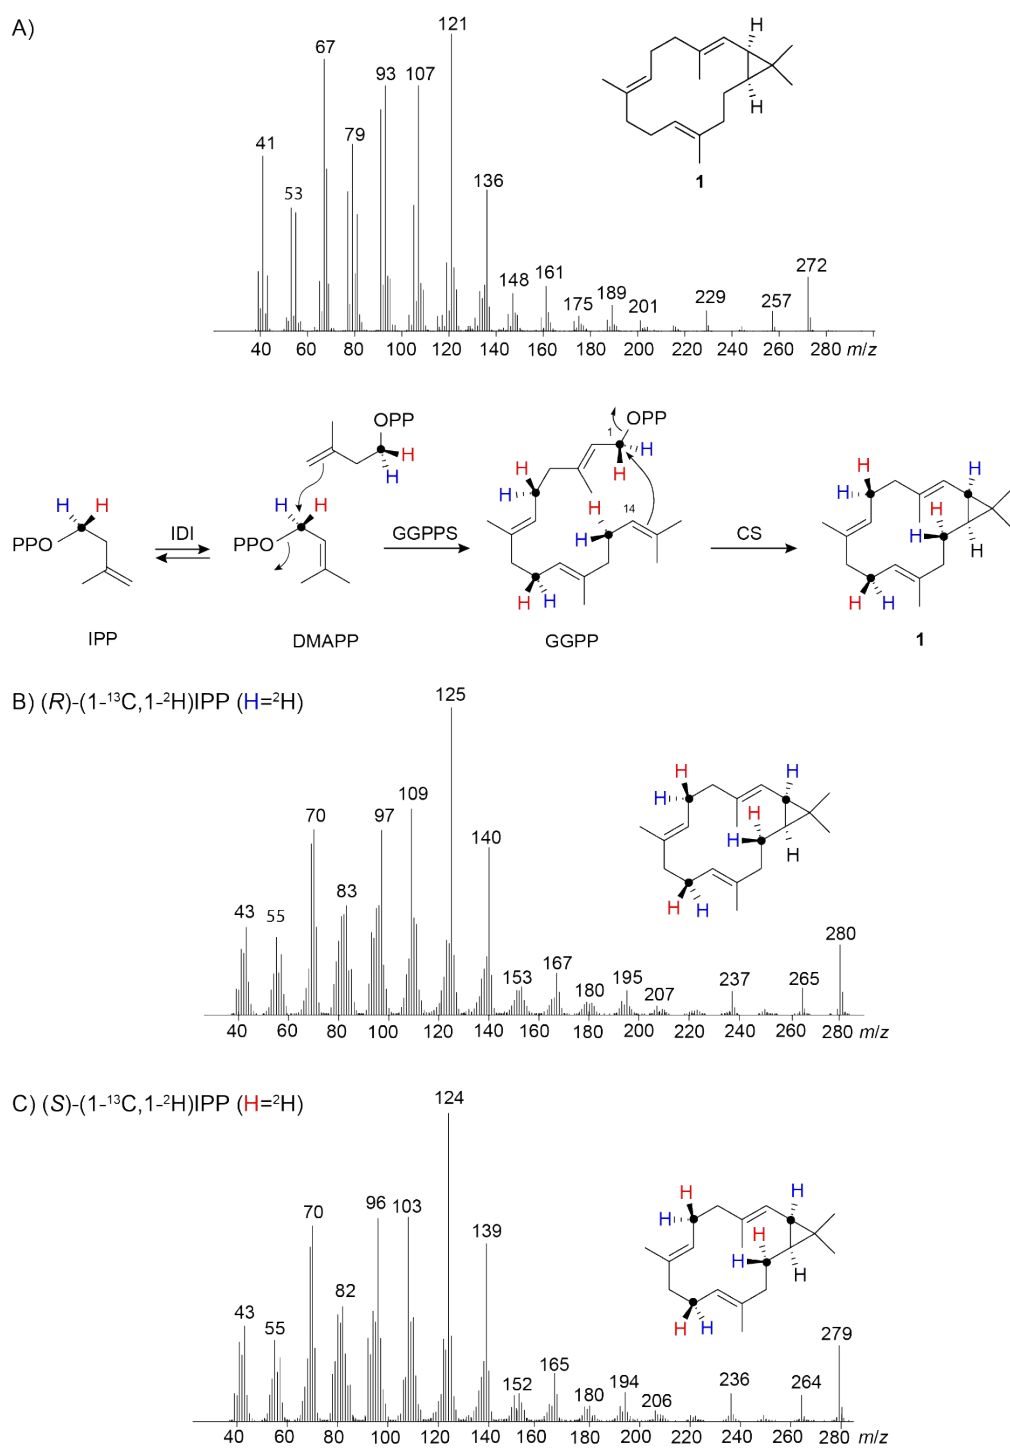 A)
121
67
93
107
79
41
136
53
148
161
175
189
201
229
257
272
H
H
1
40 60 80 100 120 140 160 180 200 220 240 260 280 m/z
OPP
H
H
H H
PPO
IDI
H H
PPO
GGPPS
OPP
1
H
H
H
H
H
14
H
H H
CS
H
H
H
H
H
H
H H
IPP
DMAPP
GGPP
1
B) (R)-(1-¹³C,1-²H)IPP (H=²H)
125
109
70
97
140
83
43
55
153
167
180
195
207
237
265
280
H
H
H
H
H
H
H H
40 60 80 100 120 140 160 180 200 220 240 260 280 m/z
C) (S)-(1-¹³C,1-²H)IPP (H=²H)
124
70
96
103
139
82
43
55
152
165
180
194
206
236
264
279
H
H
H
H
H
H
H H
40 60 80 100 120 140 160 180 200 220 240 260 280 m/z